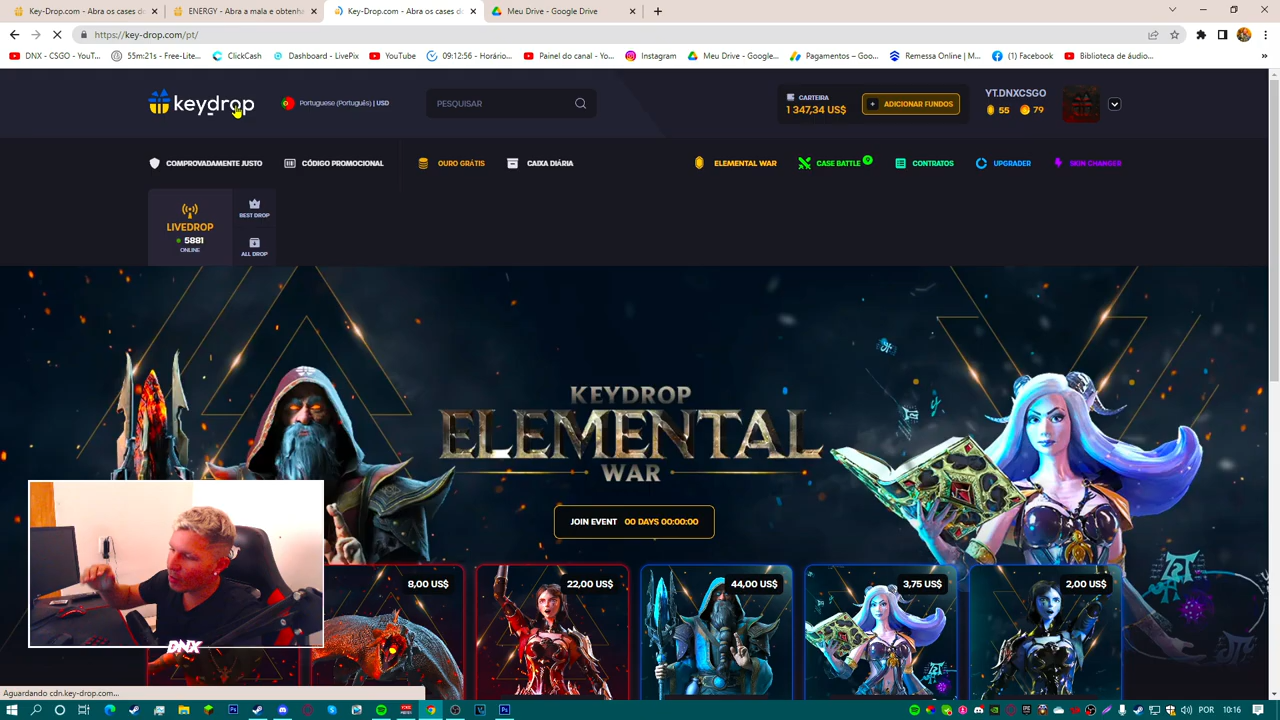 Key-Drop.com - Abra os cases do
ENERGY - Abra a mala e obtenha
Key-Drop.com - Abra os cases do
Meu Drive - Google Drive
https://key-drop.com/pt/
DNX - CSGO - YouT...
55m21s - Free-Lite...
ClickCash
Dashboard - LivePix
YouTube
09:12:56 - Horário...
Painel do canal - Yo...
Instagram
Meu Drive - Google...
Pagamentos – Goo...
Remessa Online | M...
(1) Facebook
Biblioteca de áudio...
keydrop
Portuguese (Português) | USD
PESQUISAR
CARTEIRA
1 347,34 US$
ADICIONAR FUNDOS
YT.DNXCSGO
55
79
COMPROVADAMENTE JUSTO
CÓDIGO PROMOCIONAL
OURO GRÁTIS
CAIXA DIÁRIA
ELEMENTAL WAR
CASE BATTLE
CONTRATOS
UPGRADER
SKIN CHANGER
LIVEDROP
5881
ONLINE
BEST DROP
ALL DROP
KEYDROP
ELEMENTAL
WAR
JOIN EVENT 00 DAYS 00:00:00
8,00 US$
22,00 US$
44,00 US$
3,75 US$
2,00 US$
DNX
Aguardando cdn.key-drop.com...
POR
10:16